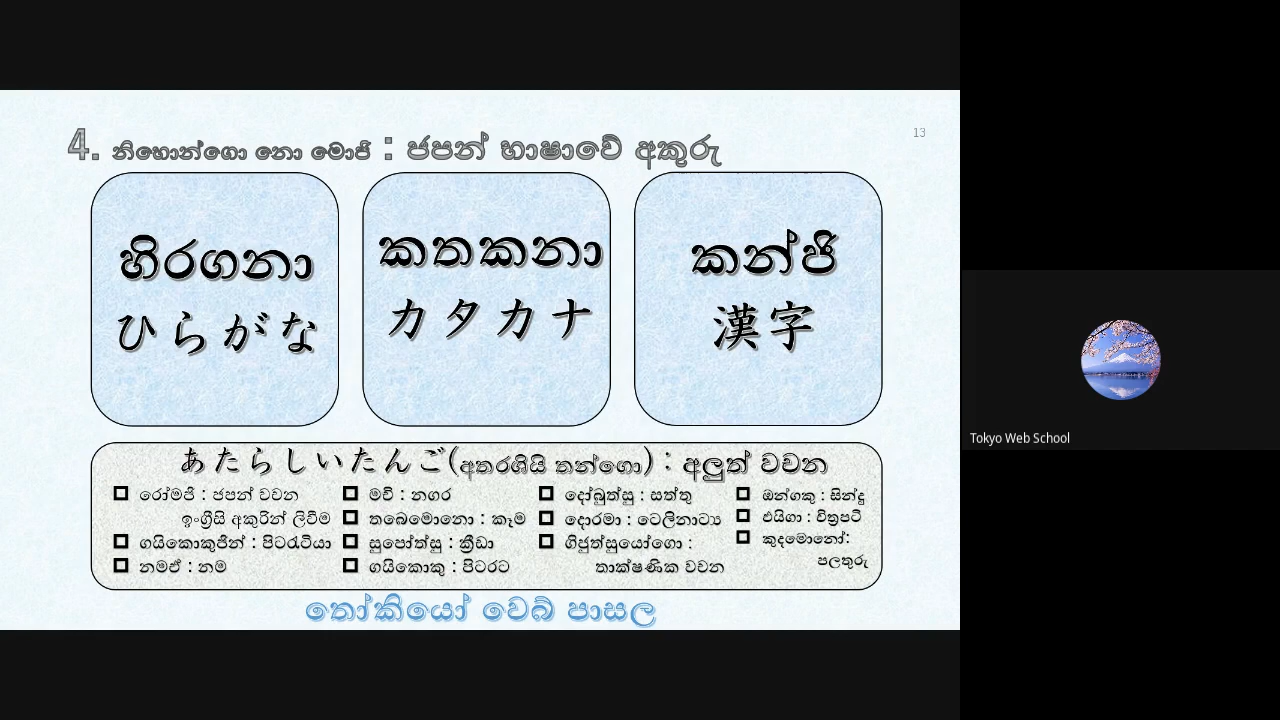 13
4. නිහොන්ගො නො මොජි : ජපන් භාෂාවේ අකුරු
හිරගනා
ひらがな
කතකනා
カタカナ
කන්ජි
漢字
あたらしいたんご(අතරශියි තන්ගො) : අලුත් වචන
රෝමජි : ජපන් වචන
ඉංග්‍රීසි අකුරින් ලිවීම
ගයිකොකුජින් : පිටරැටියා
නමඒ : නම
මචි : නගර
තබෙමොනො : කෑම
සුපෝත්සු : ක්‍රීඩා
ගයිකොකු : පිටරට
දෝබුත්සු : සත්තු
දොරමා : ටෙලිනාට්‍ය
ගිජුත්සුයෝගො :
තාක්ෂණික වචන
ඔන්ගකු : සින්දු
එයිගා : චිත්‍රපටි
කුදමොනෝ:
පලතුරු
තෝකියෝ වෙබ් පාසල
Tokyo Web School